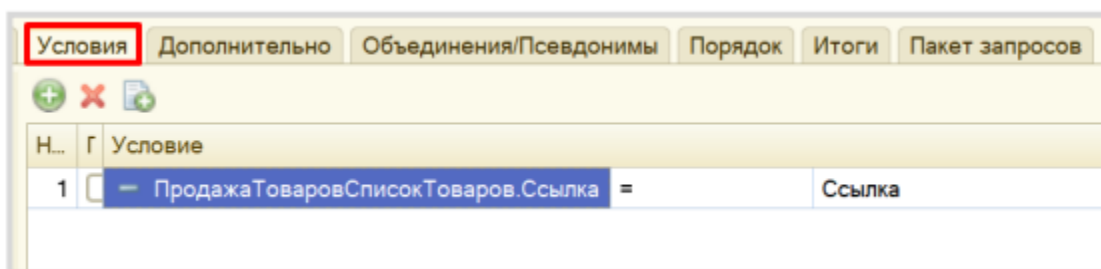 Условия Дополнительно Объединения/Псевдонимы Порядок Итоги Пакет запросов
Н... Г Условие
1 ПродажаТоваровСписокТоваров.Ссылка = Ссылка